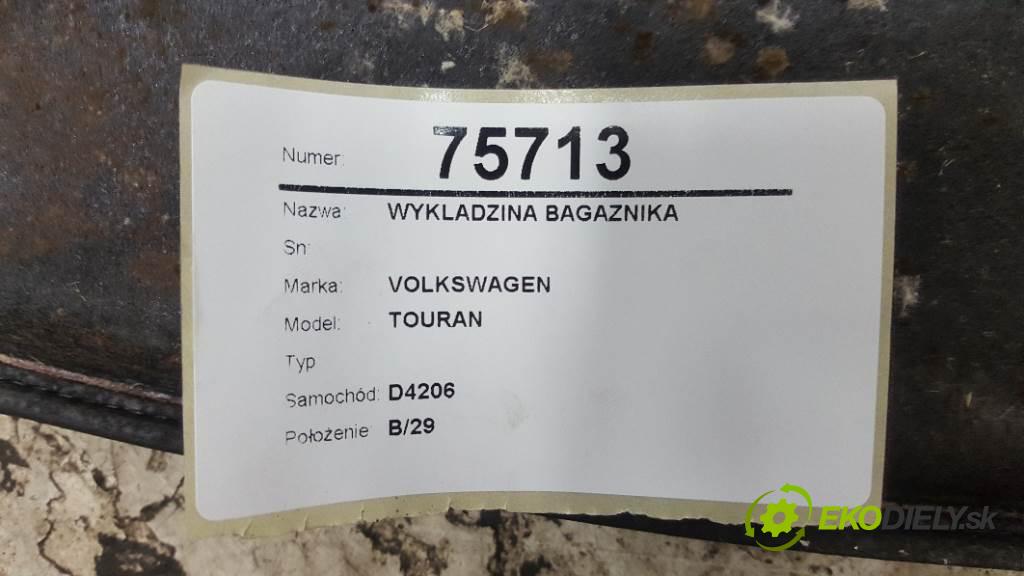 Numer: 75713
Nazwa: WYKLADZINA BAGAZNIKA
Sn:
Marka: VOLKSWAGEN
Model: TOURAN
Typ
Samochód: D4206
Położenie B/29
EKODIELY.sk